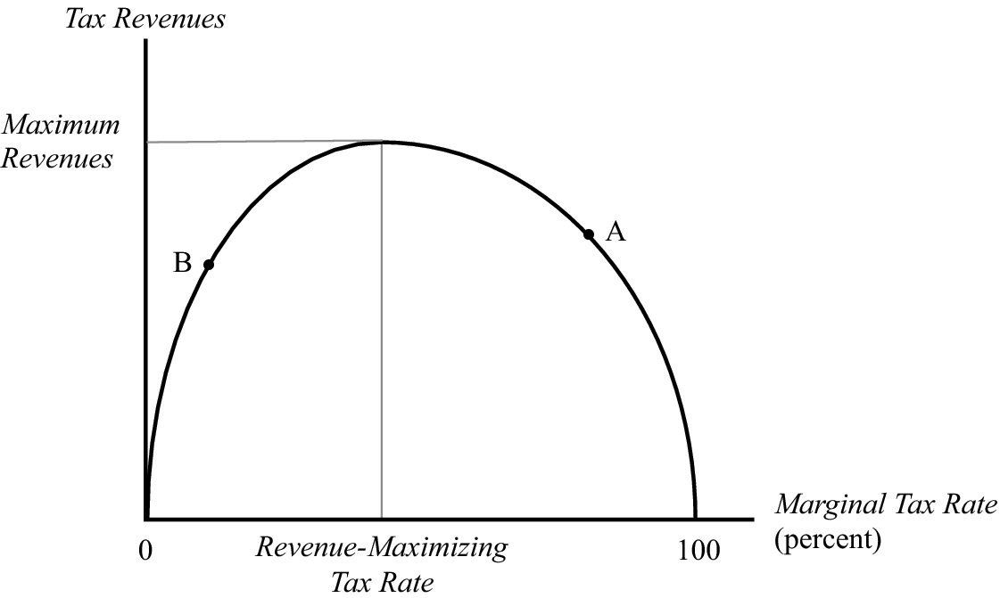 Tax Revenues
Maximum
Revenues
A
B
Marginal Tax Rate
(percent)
0
Revenue-Maximizing
Tax Rate
100